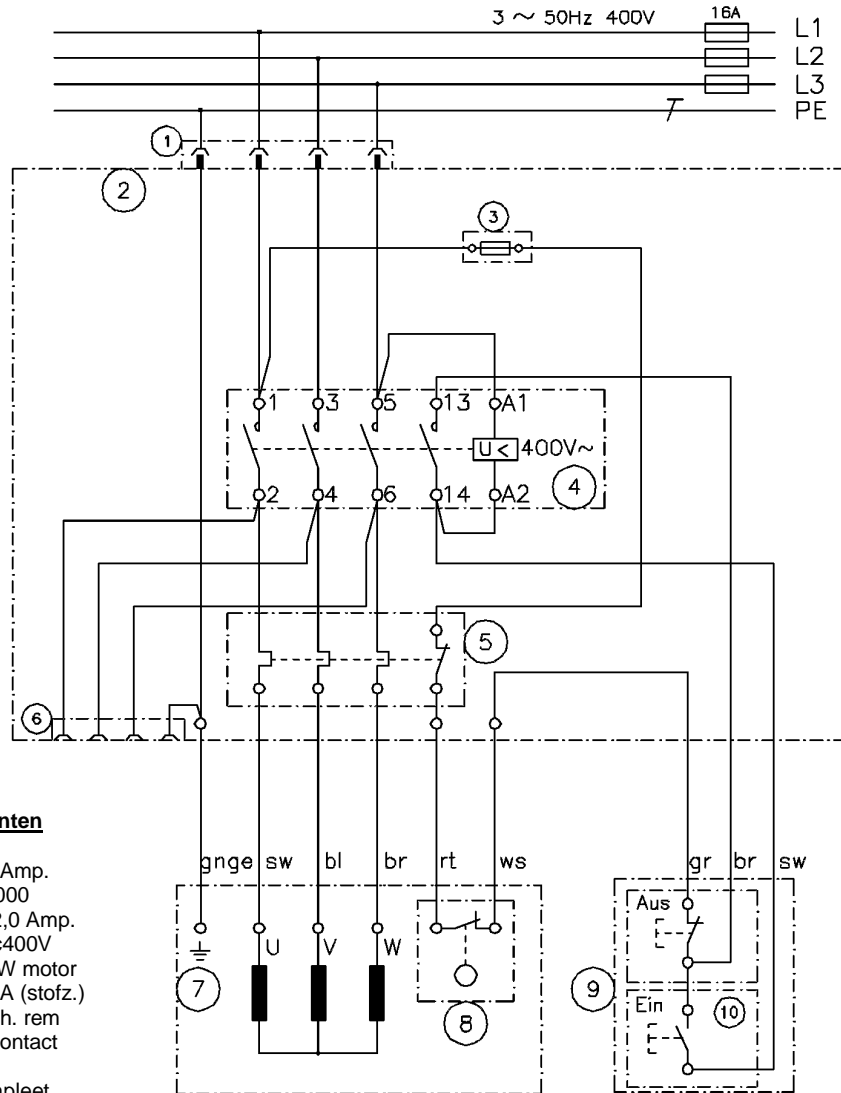 3 ~ 50Hz 400V
16A
L1
L2
L3
PE
1
2
3
1 3 5 13 A1
U< 400V~
4
2 4 6 14 A2
5
6
nten
gnge sw bl br rt ws
gr br sw
Amp.
000
2,0 Amp.
400V
W motor
A (stofz.)
h. rem
ontact
pleet
U V W
7
8
Aus
9
Ein
10